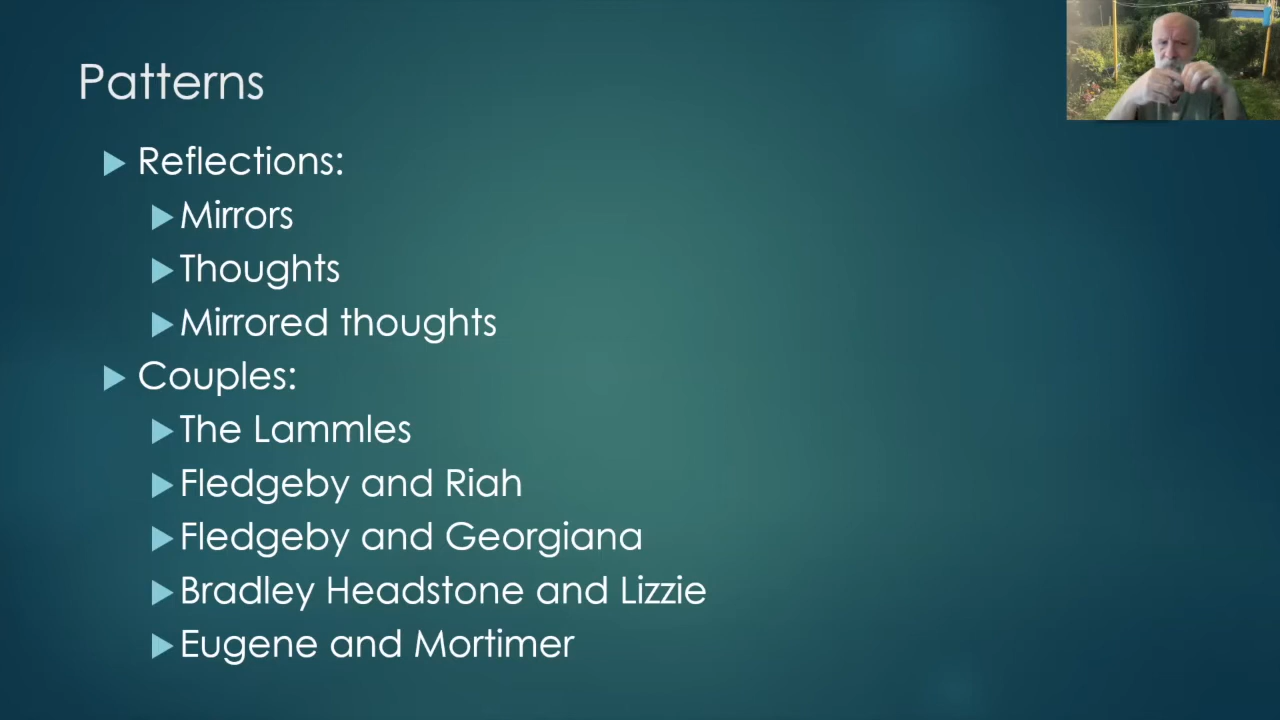 Patterns
Reflections:
Mirrors
Thoughts
Mirrored thoughts
Couples:
The Lammles
Fledgeby and Riah
Fledgeby and Georgiana
Bradley Headstone and Lizzie
Eugene and Mortimer